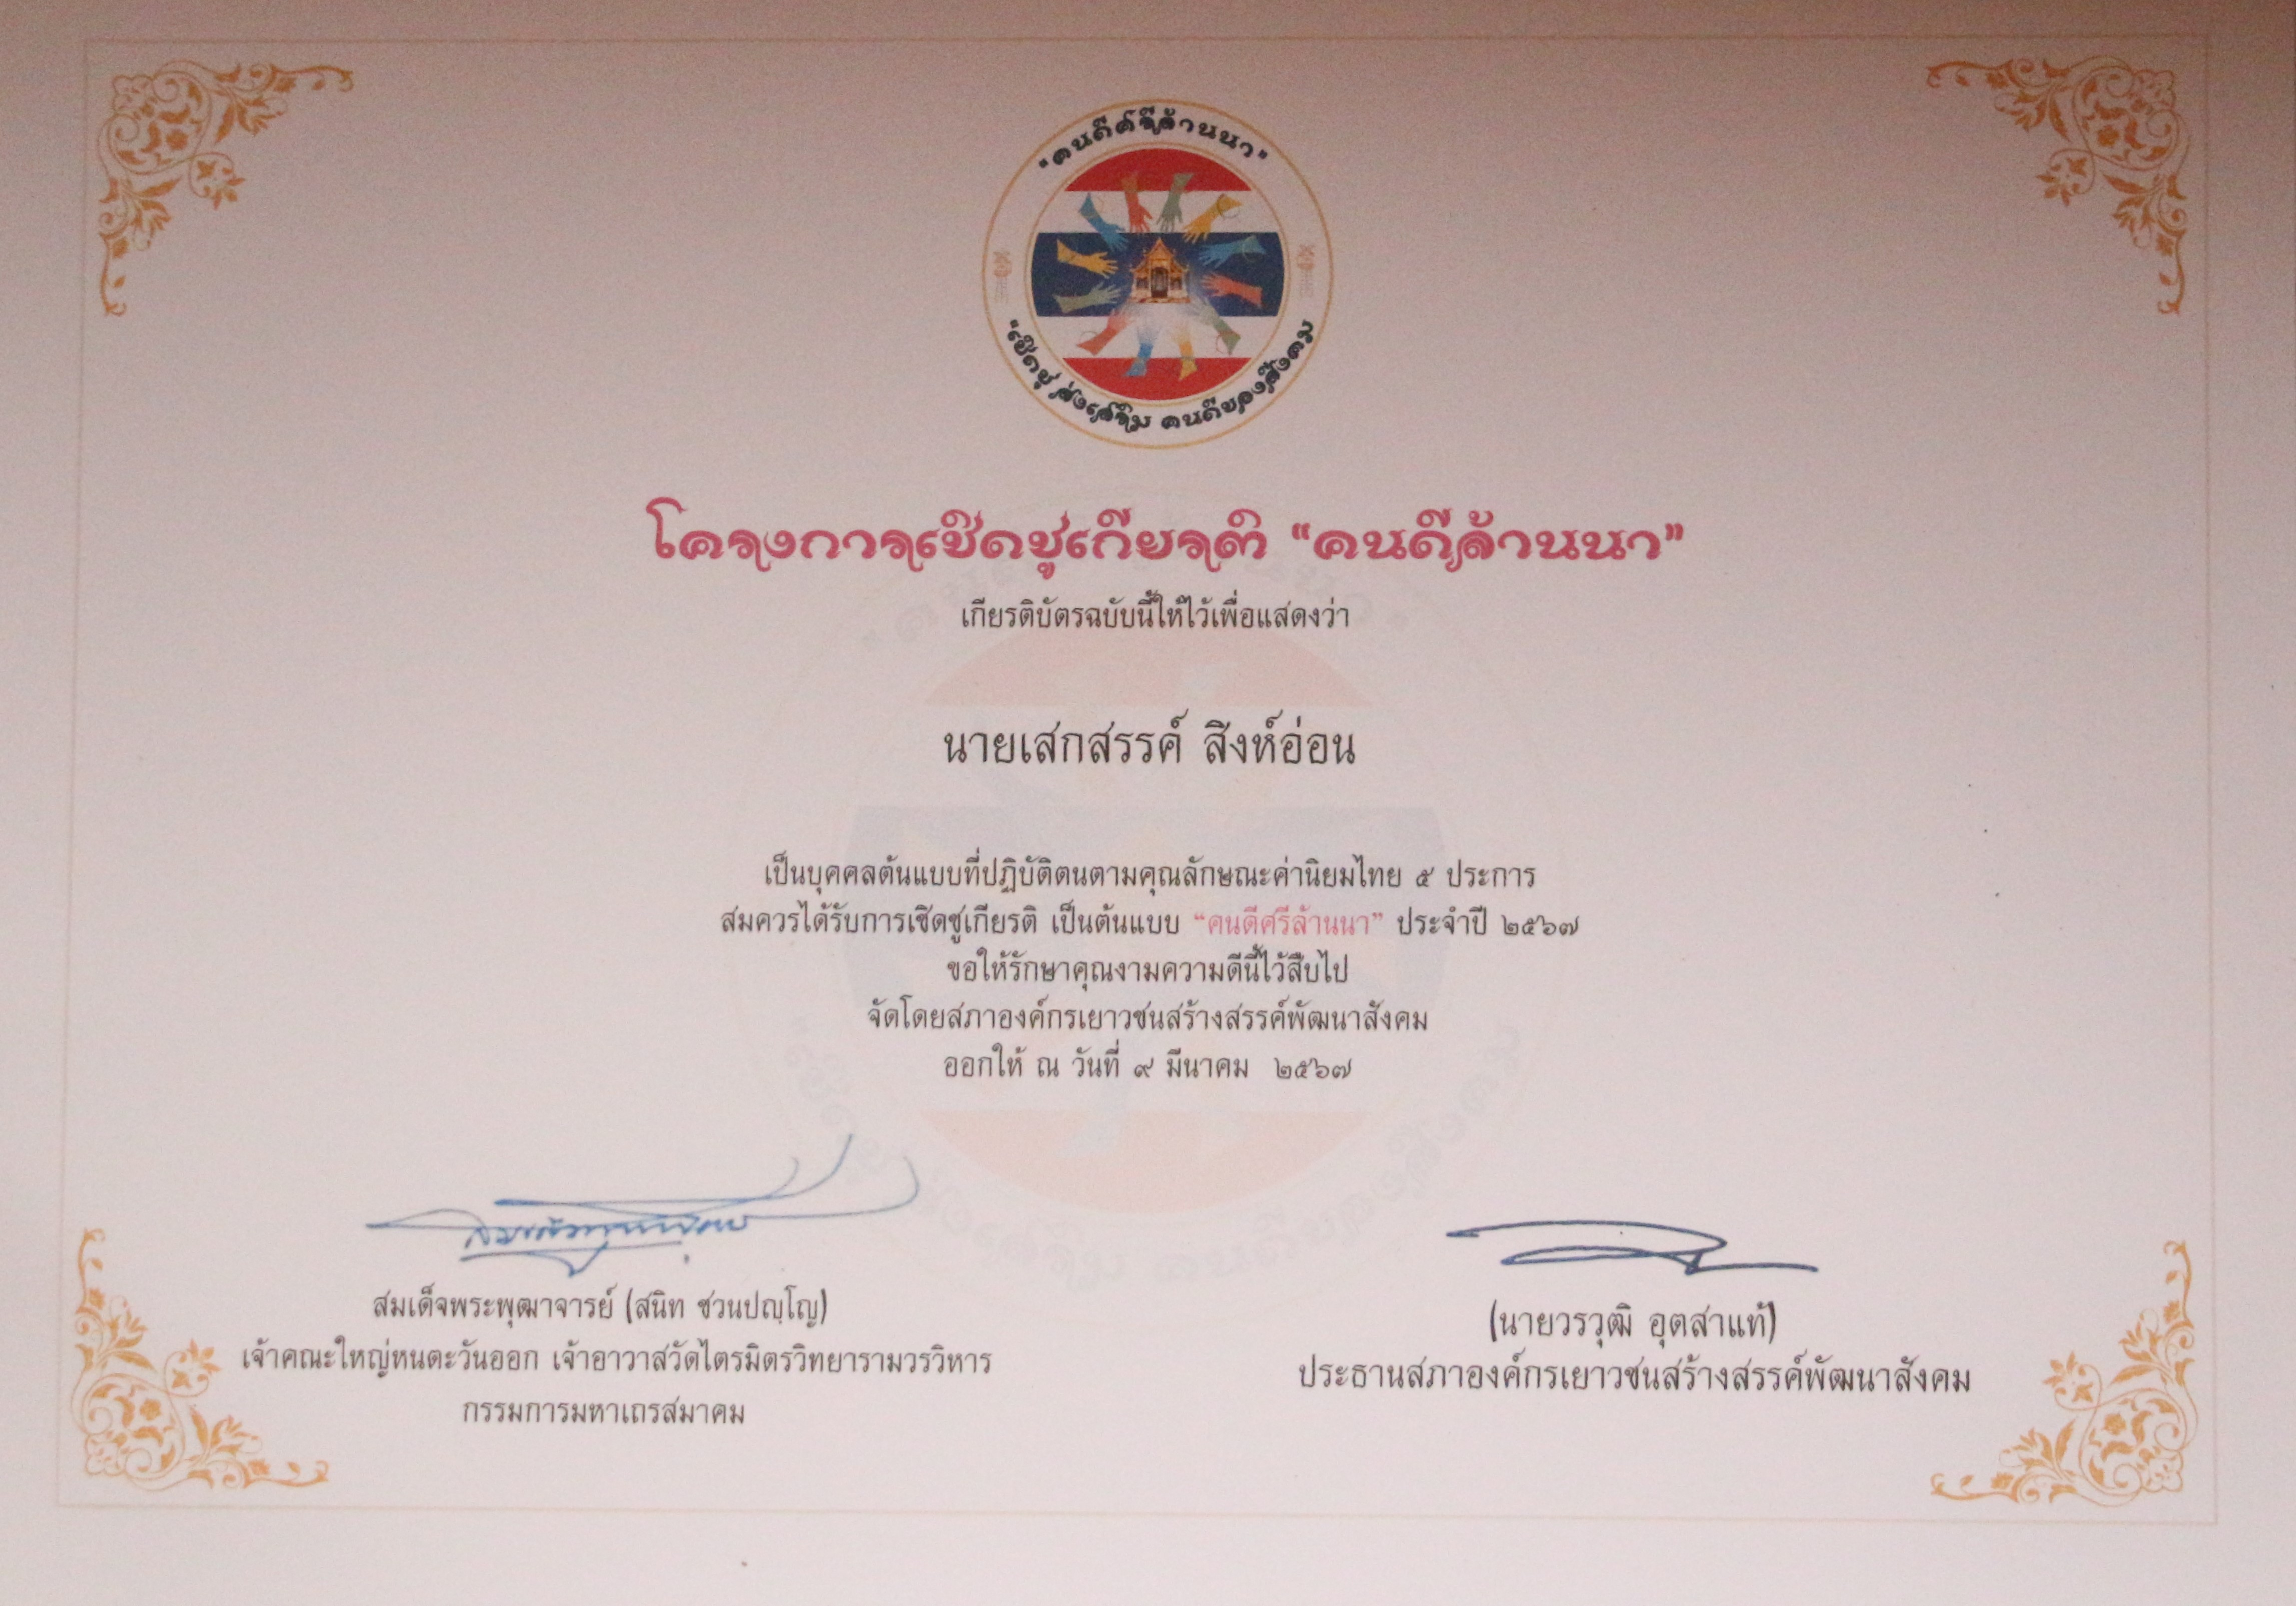 "คนดีศรีล้านนา"
"เชิดชู ส่งเสริม คนดีของสังคม
โครงการเชิดชูเกียรติ "คนดีล้านนา"
เกียรติบัตรฉบับนี้ให้ไว้เพื่อแสดงว่า
นายเสกสรรค์ สิงห์อ่อน
เป็นบุคคลต้นแบบที่ปฏิบัติตนตามคุณลักษณะค่านิยมไทย ๕ ประการ
สมควรได้รับการเชิดชูเกียรติ เป็นต้นแบบ "คนดีศรีล้านนา" ประจำปี ๒๕๖๗
ขอให้รักษาคุณงามความดีนี้ไว้สืบไป
จัดโดยสภาองค์กรเยาวชนสร้างสรรค์พัฒนาสังคม
ออกให้ ณ วันที่ ๙ มีนาคม ๒๕๖๗
สมเด็จพระพุฒาจารย์ (สนิท ชวนปญฺโญ)
เจ้าคณะใหญ่หนตะวันออก เจ้าอาวาสวัดไตรมิตรวิทยารามวรวิหาร
กรรมการมหาเถรสมาคม
(นายวรวุฒิ อุตสาแท้)
ประธานสภาองค์กรเยาวชนสร้างสรรค์พัฒนาสังคม